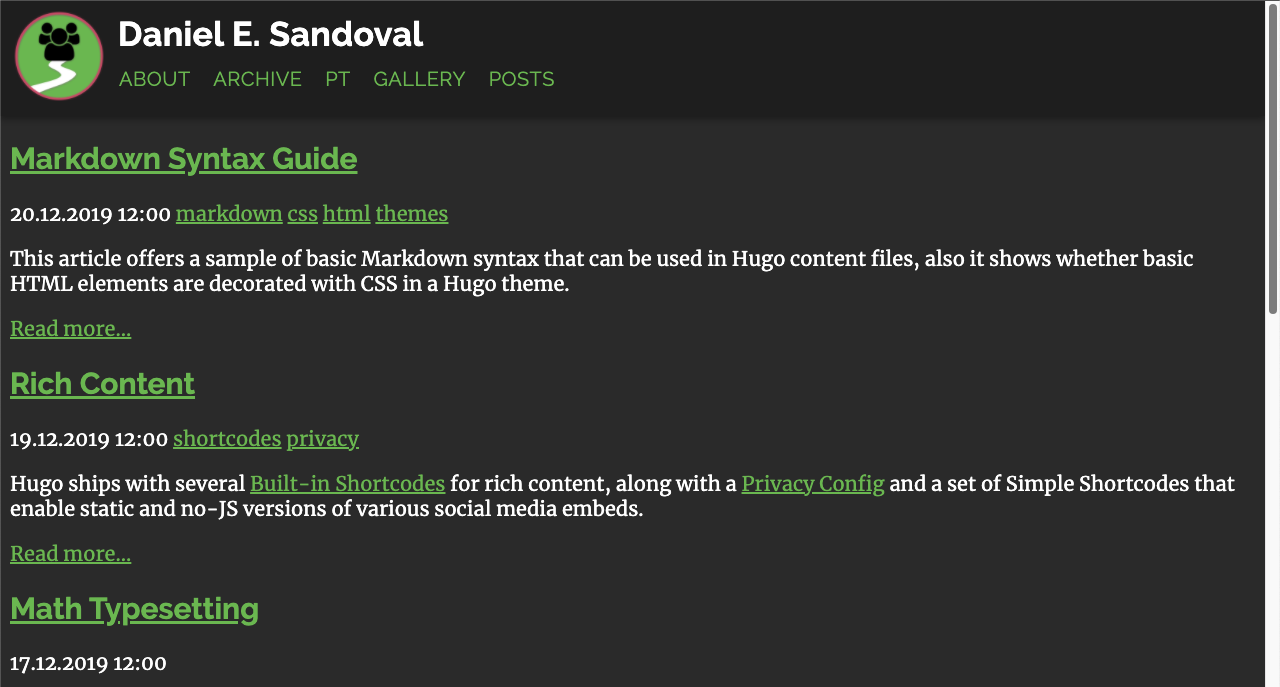 Daniel E. Sandoval
ABOUT ARCHIVE PT GALLERY POSTS
Markdown Syntax Guide
20.12.2019 12:00 markdown css html themes
This article offers a sample of basic Markdown syntax that can be used in Hugo content files, also it shows whether basic
HTML elements are decorated with CSS in a Hugo theme.
Read more...
Rich Content
19.12.2019 12:00 shortcodes privacy
Hugo ships with several Built-in Shortcodes for rich content, along with a Privacy Config and a set of Simple Shortcodes that
enable static and no-JS versions of various social media embeds.
Read more...
Math Typesetting
17.12.2019 12:00